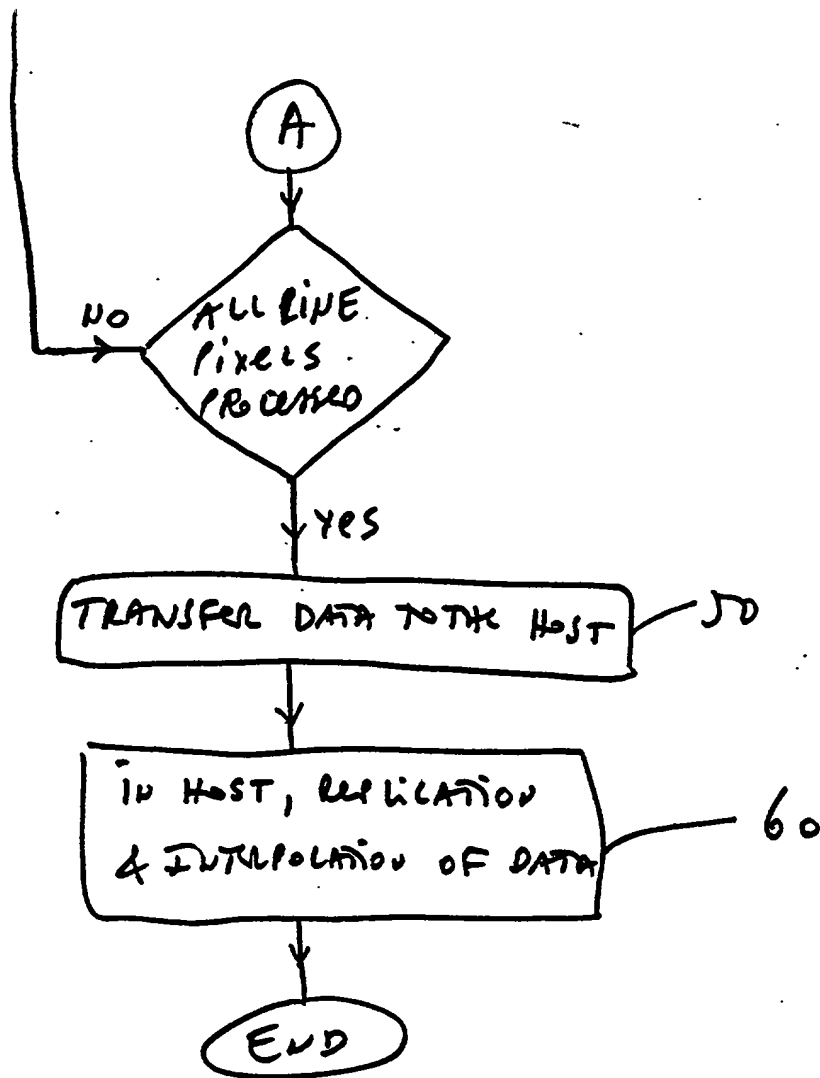 A
NO
ALL LINE
PIXELS
PROCESSED
YES
TRANSFER DATA TO THE HOST
50
IN HOST, REPLICATION
& INTERPOLATION OF DATA
60
END